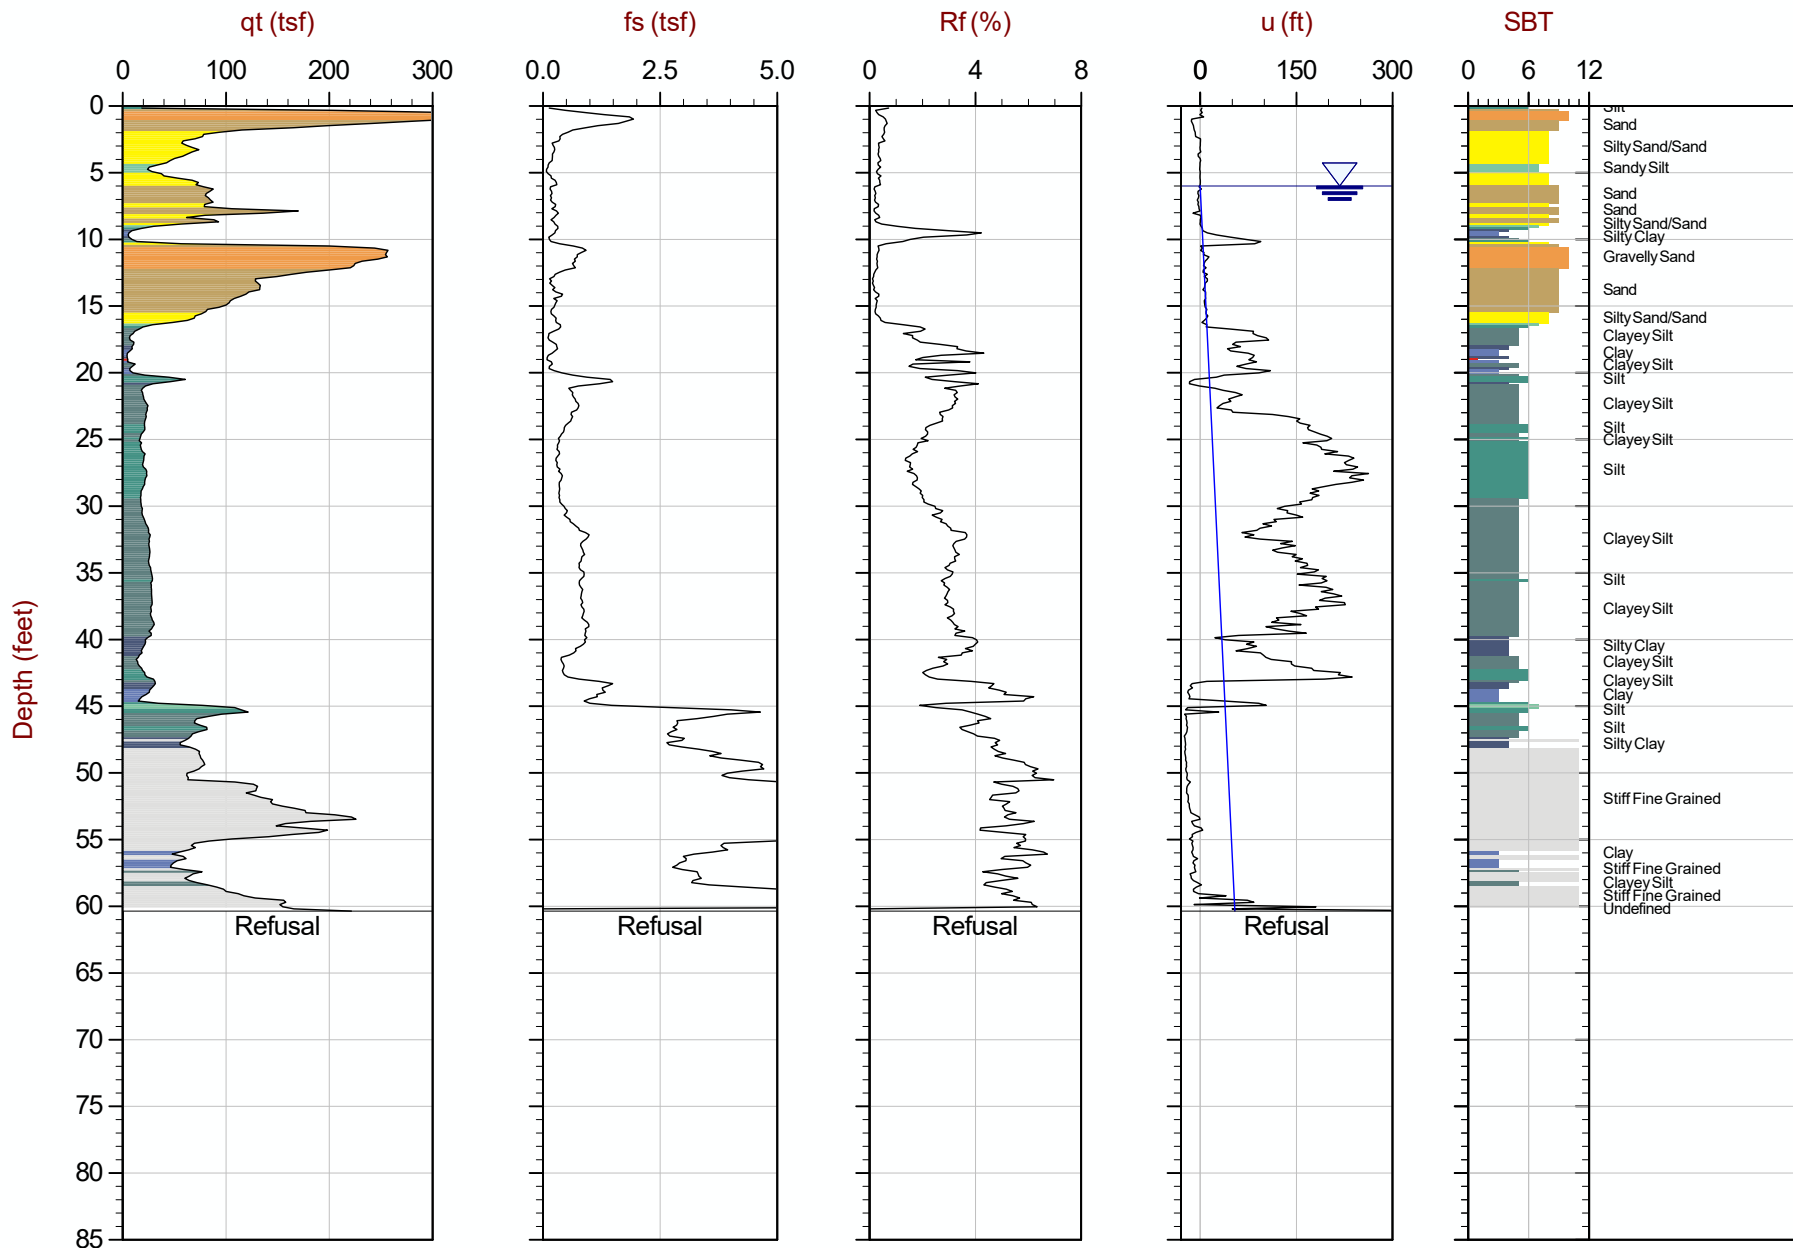 qt (tsf) fs (tsf) Rf (%) u (ft) SBT
0 100 200 300 0.0 2.5 5.0 0 4 8 0 150 300 0 6 12
Depth (feet)
0
Silt
Sand
Silty Sand/Sand
5
Sandy Silt
Sand
Sand
Silty Sand/Sand
Silty Clay
10
Gravelly Sand
Sand
15
Silty Sand/Sand
Clayey Silt
Clay
Clayey Silt
20
Silt
Clayey Silt
Silt
25
Clayey Silt
Silt
30
Clayey Silt
35
Silt
Clayey Silt
40
Silty Clay
Clayey Silt
Clayey Silt
Clay
45
Silt
Silt
Silty Clay
50
Stiff Fine Grained
55
Clay
Stiff Fine Grained
Clayey Silt
Stiff Fine Grained
60
Undefined
Refusal Refusal Refusal Refusal
65
70
75
80
85